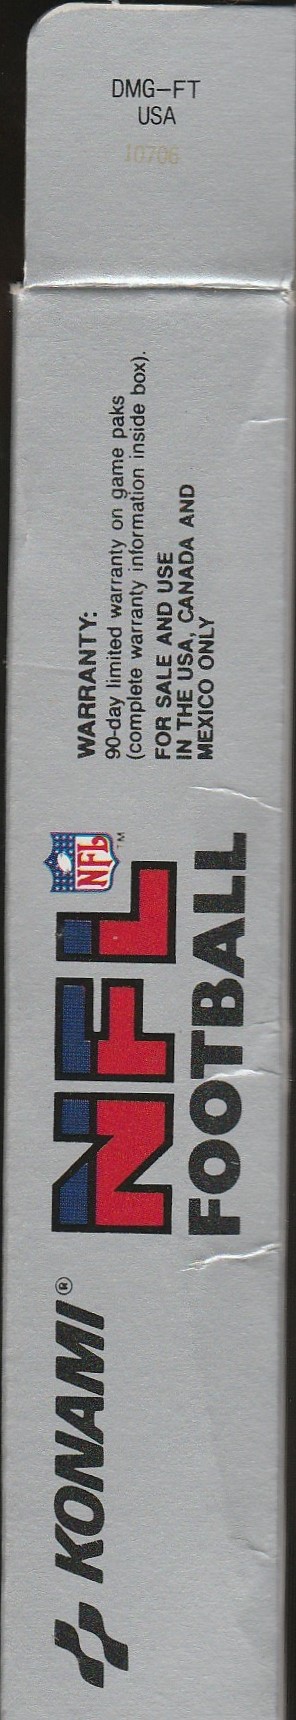 DMG-FT
USA
10706
WARRANTY:
90-day limited warranty on game paks
(complete warranty information inside box).
FOR SALE AND USE
IN THE USA, CANADA AND
MEXICO ONLY
NFL™
NFL
FOOTBALL
KONAMI®